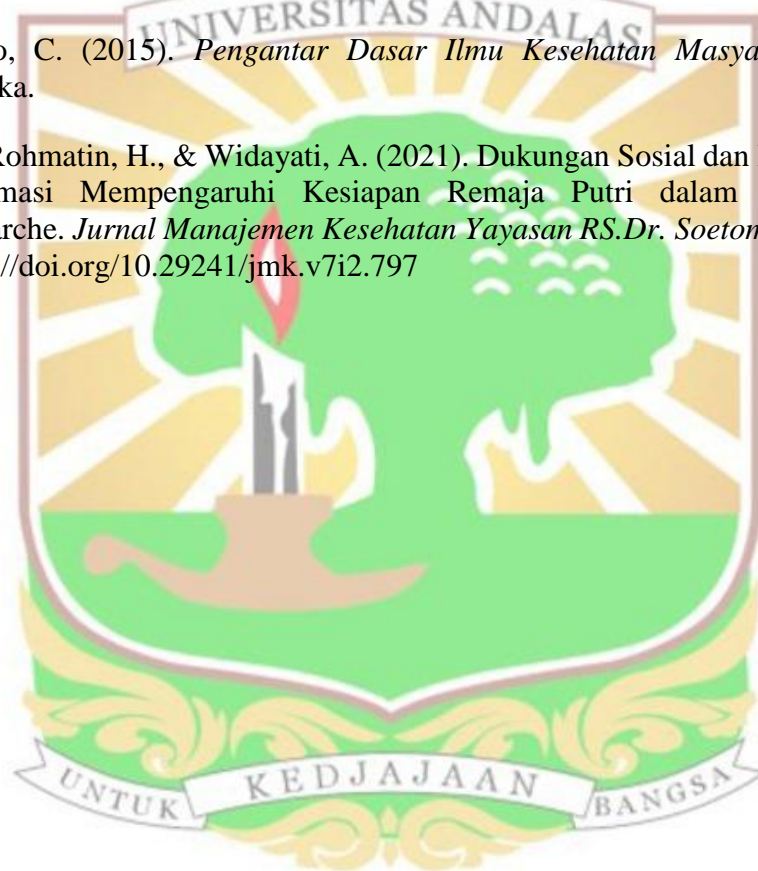 UNIVERSITAS ANDALAS
o, C. (2015). Pengantar Dasar Ilmu Kesehatan Masya
ka.
Rohmatin, H., & Widayati, A. (2021). Dukungan Sosial dan
masi Mempengaruhi Kesiapan Remaja Putri dalam
arche. Jurnal Manajemen Kesehatan Yayasan RS.Dr. Soetom
//doi.org/10.29241/jmk.v7i2.797
UNTUK KEDJAJAAN BANGSA